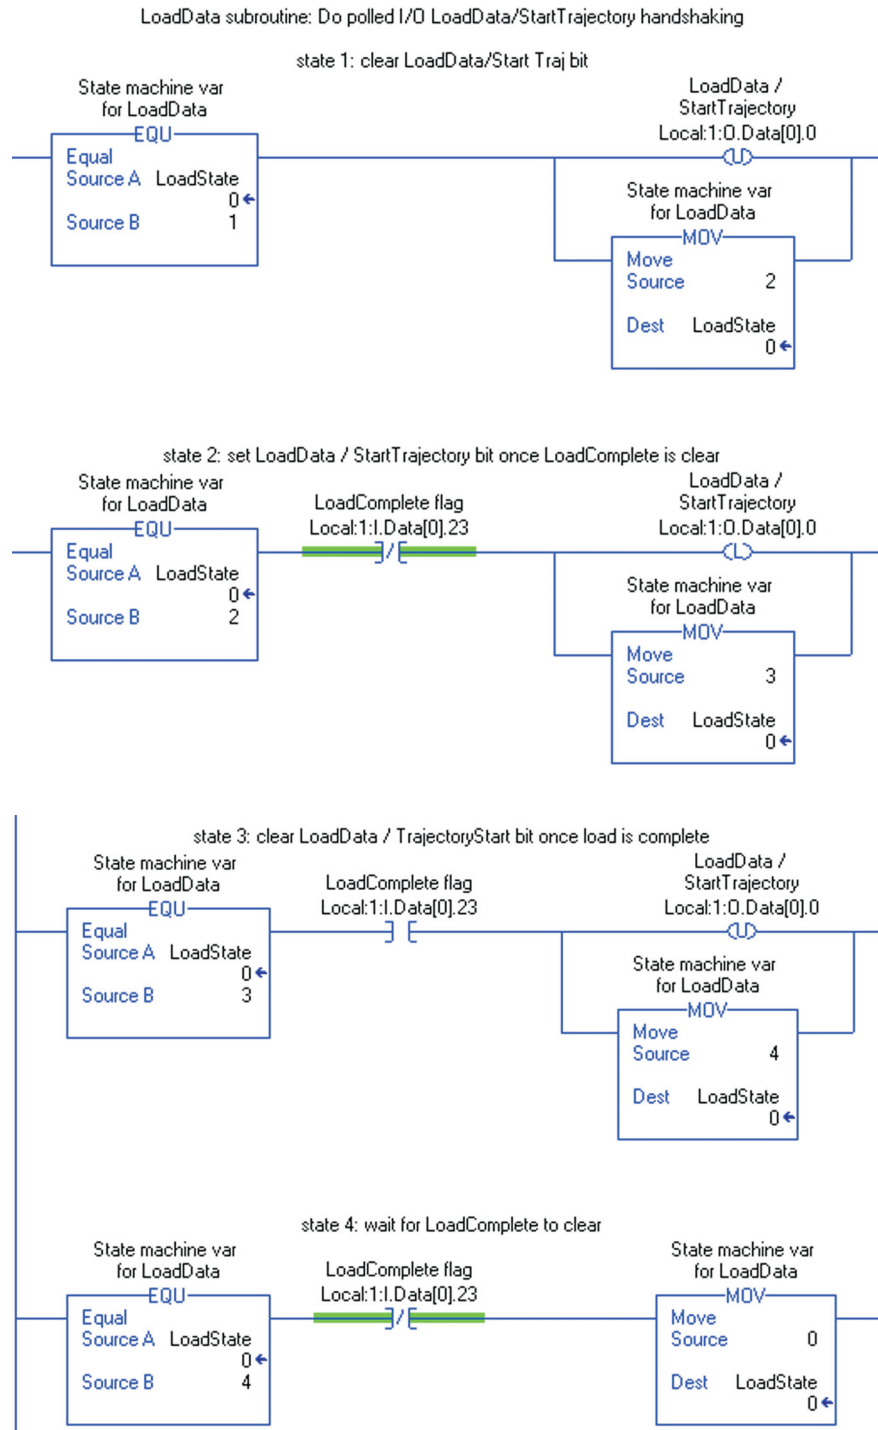 LoadData subroutine: Do polled I/O LoadData/StartTrajectory handshaking
state 1: clear LoadData/Start Traj bit
State machine var
for LoadData
EQU
Equal
Source A LoadState
0
Source B 1
LoadData /
StartTrajectory
Local:1:O.Data[0].0
U
State machine var
for LoadData
MOV
Move
Source 2
Dest LoadState
0
state 2: set LoadData / StartTrajectory bit once LoadComplete is clear
State machine var
for LoadData
EQU
Equal
Source A LoadState
0
Source B 2
LoadComplete flag
Local:1:I.Data[0].23
LoadData /
StartTrajectory
Local:1:O.Data[0].0
L
State machine var
for LoadData
MOV
Move
Source 3
Dest LoadState
0
state 3: clear LoadData / TrajectoryStart bit once load is complete
State machine var
for LoadData
EQU
Equal
Source A LoadState
0
Source B 3
LoadComplete flag
Local:1:I.Data[0].23
LoadData /
StartTrajectory
Local:1:O.Data[0].0
U
State machine var
for LoadData
MOV
Move
Source 4
Dest LoadState
0
state 4: wait for LoadComplete to clear
State machine var
for LoadData
EQU
Equal
Source A LoadState
0
Source B 4
LoadComplete flag
Local:1:I.Data[0].23
State machine var
for LoadData
MOV
Move
Source 0
Dest LoadState
0